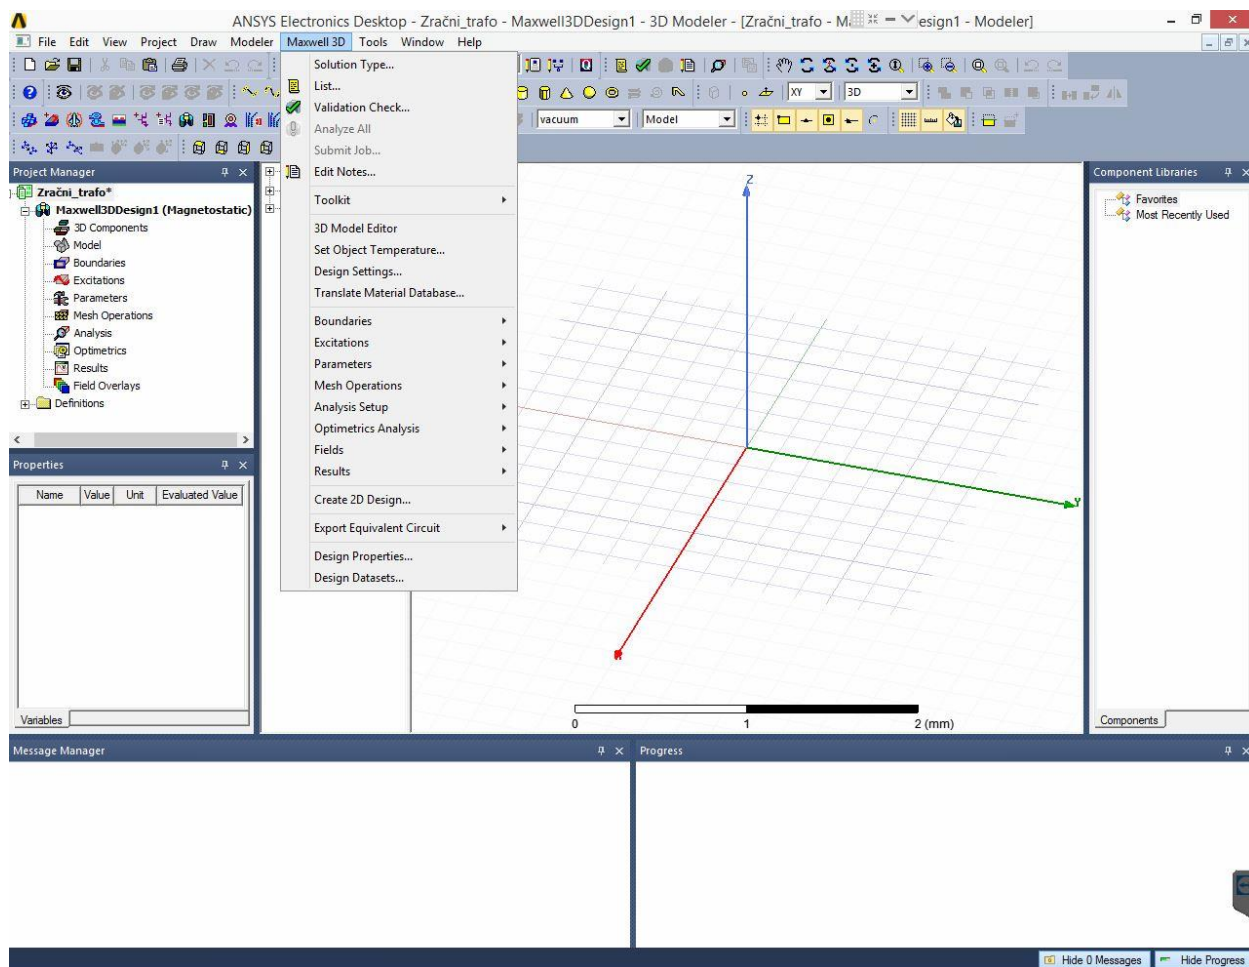 ANSYS Electronics Desktop - Zračni_trafo - Maxwell3DDesign1 - 3D Modeler - [Zračni_trafo - M esign1 - Modeler]
File Edit View Project Draw Modeler Maxwell 3D Tools Window Help
XY 3D
vacuum Model
Solution Type...
List...
Validation Check...
Analyze All
Submit Job...
Edit Notes...
Toolkit
3D Model Editor
Set Object Temperature...
Design Settings...
Translate Material Database...
Boundaries
Excitations
Parameters
Mesh Operations
Analysis Setup
Optimetrics Analysis
Fields
Results
Create 2D Design...
Export Equivalent Circuit
Design Properties...
Design Datasets...
Project Manager
Zračni_trafo*
Maxwell3DDesign1 (Magnetostatic)
3D Components
Model
Boundaries
Excitations
Parameters
Mesh Operations
Analysis
Optimetrics
Results
Field Overlays
Definitions
Properties
Name Value Unit Evaluated Value
Variables
Z
Y
0 1 2 (mm)
Component Libraries
Favorites
Most Recently Used
Components
Message Manager
Progress
Hide 0 Messages Hide Progress